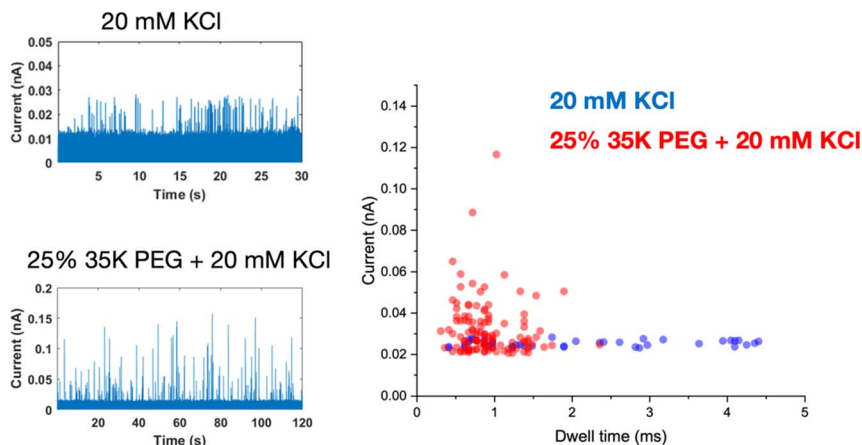 20 mM KCl
0.05
0.04
0.03
0.02
0.01
0
Current (nA)
5 10 15 20 25 30
Time (s)
25% 35K PEG + 20 mM KCl
0.2
0.15
0.1
0.05
0
Current (nA)
20 40 60 80 100 120
Time (s)
20 mM KCl
25% 35K PEG + 20 mM KCl
0.14
0.12
0.10
0.08
0.06
0.04
0.02
0.00
Current (nA)
0 1 2 3 4 5
Dwell time (ms)